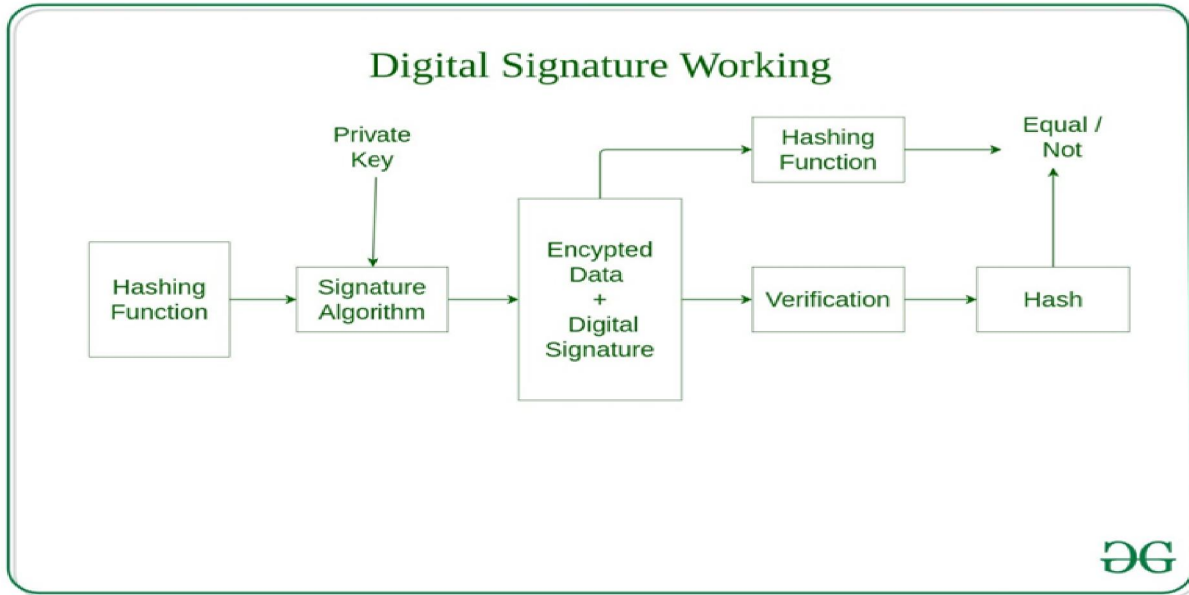 Digital Signature Working
Private
Key
Hashing
Function
Equal /
Not
Hashing
Function
Signature
Algorithm
Encypted
Data
+
Digital
Signature
Verification
Hash
GG